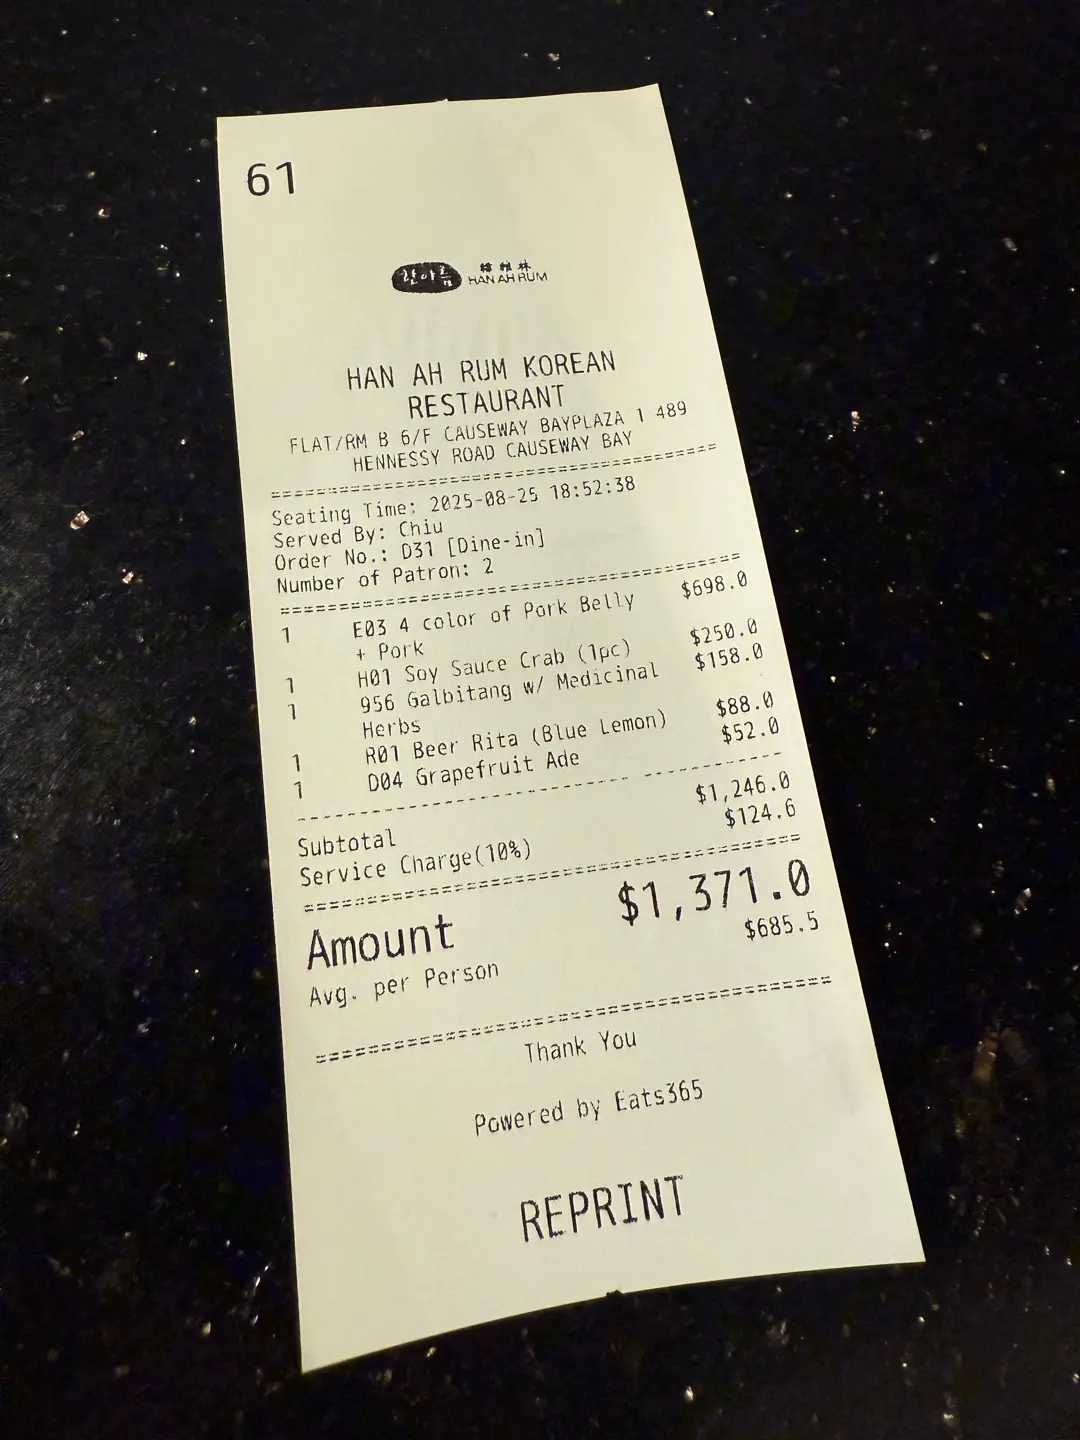 61
한아름 韓雅林
HAN AH RUM
HAN AH RUM KOREAN
RESTAURANT
FLAT/RM B 6/F CAUSEWAY BAYPLAZA 1 489
HENNESSY ROAD CAUSEWAY BAY
Seating Time: 2025-08-25 18:52:38
Served By: Chiu
Order No.: D31 [Dine-in]
Number of Patron: 2
1 E03 4 color of Pork Belly $698.0
+ Pork
1 H01 Soy Sauce Crab (1pc) $250.0
1 956 Galbitang w/ Medicinal $158.0
Herbs
1 R01 Beer Rita (Blue Lemon) $88.0
1 D04 Grapefruit Ade $52.0
Subtotal $1,246.0
Service Charge(10%) $124.6
Amount $1,371.0
Avg. per Person $685.5
Thank You
Powered by Eats365
REPRINT